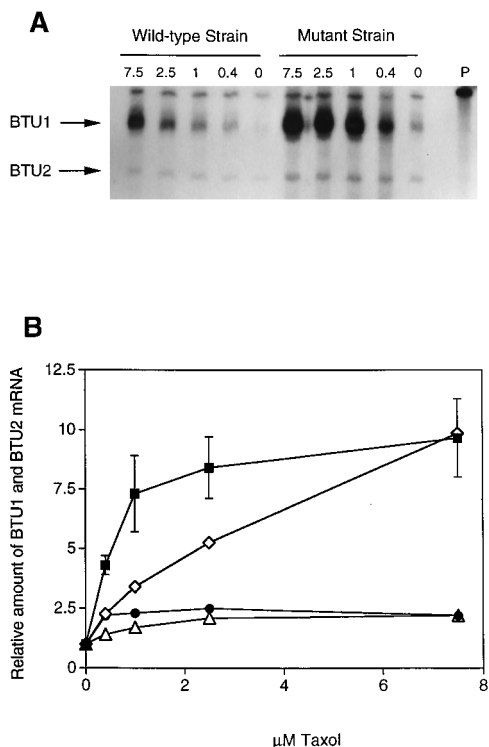 A
Wild-type Strain Mutant Strain
7.5 2.5 1 0.4 0 7.5 2.5 1 0.4 0 P
BTU1
BTU2
B
Relative amount of BTU1 and BTU2 mRNA
12.5
10
7.5
5
2.5
0
0 2 4 6 8
µM Taxol